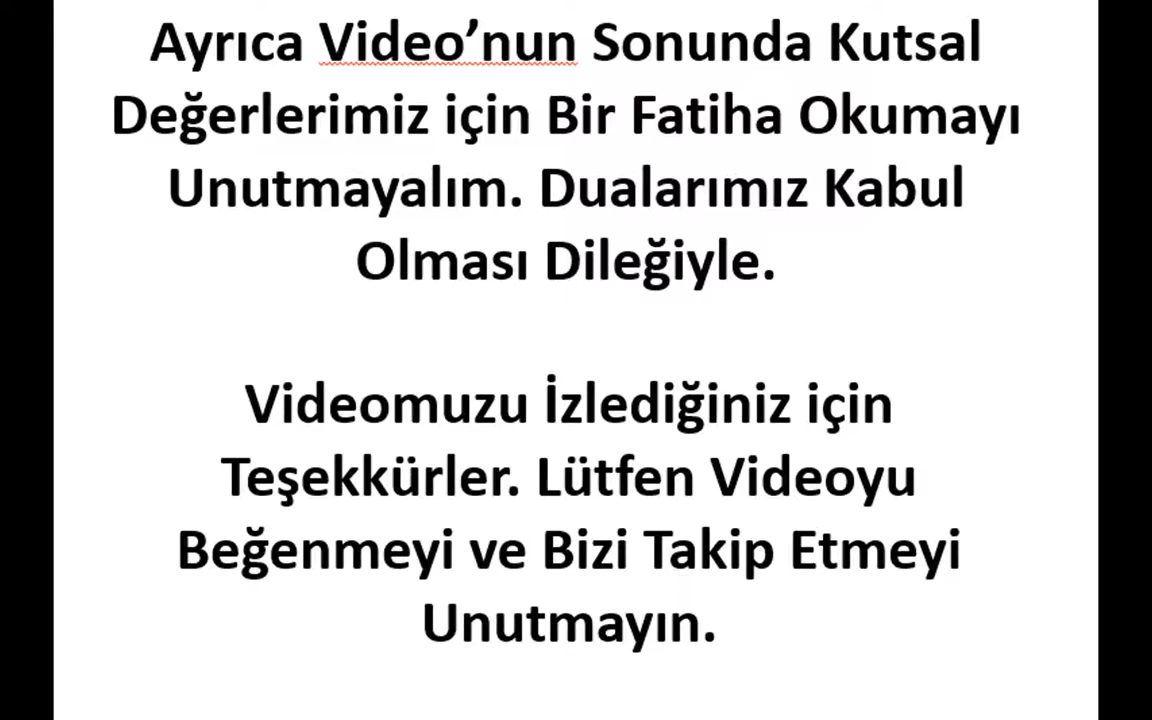 Ayrıca Video’nun Sonunda Kutsal
Değerlerimiz için Bir Fatiha Okumayı
Unutmayalım. Dualarımız Kabul
Olması Dileğiyle.
Videomuzu İzlediğiniz için
Teşekkürler. Lütfen Videoyu
Beğenmeyi ve Bizi Takip Etmeyi
Unutmayın.